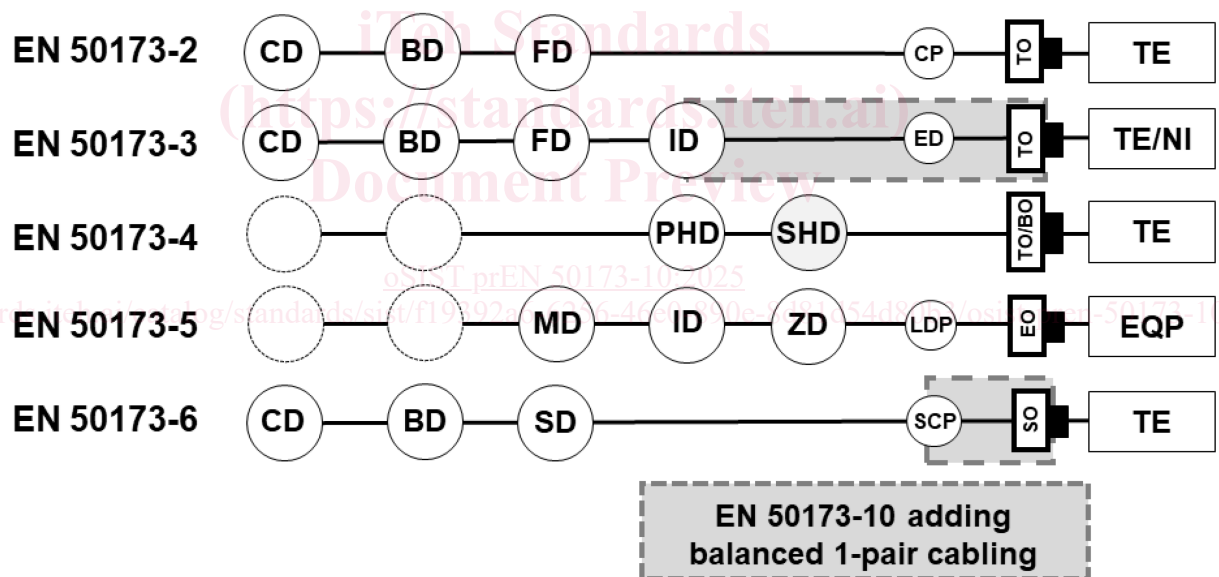 iTeh Standards
(https://standards.iteh.ai)
Document Preview
EN 50173-2 CD BD FD CP TO TE
EN 50173-3 CD BD FD ID ED TO TE/NI
EN 50173-4 PHD SHD TO/BO TE
oSIST prEN 50173-10:2025
EN 50173-5 MD ID ZD LDP EO EQP
EN 50173-6 CD BD SD SCP SO TE
EN 50173-10 adding
balanced 1-pair cabling